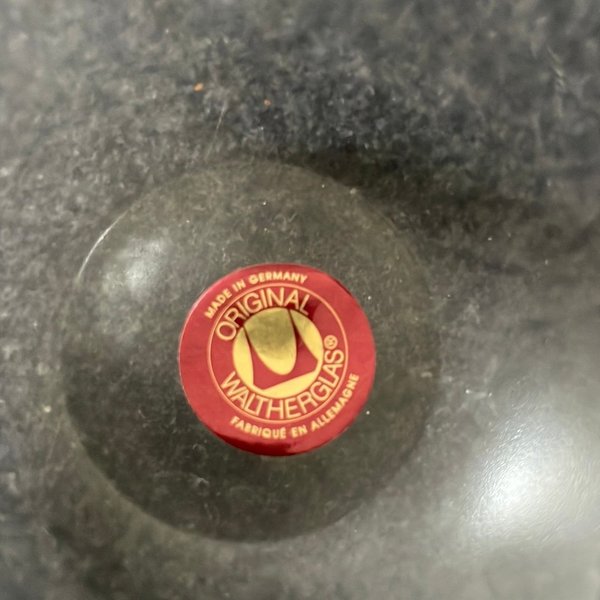 MADE IN GERMANY
ORIGINAL
WALTHERGLAS®
FABRIQUÉ EN ALLEMAGNE